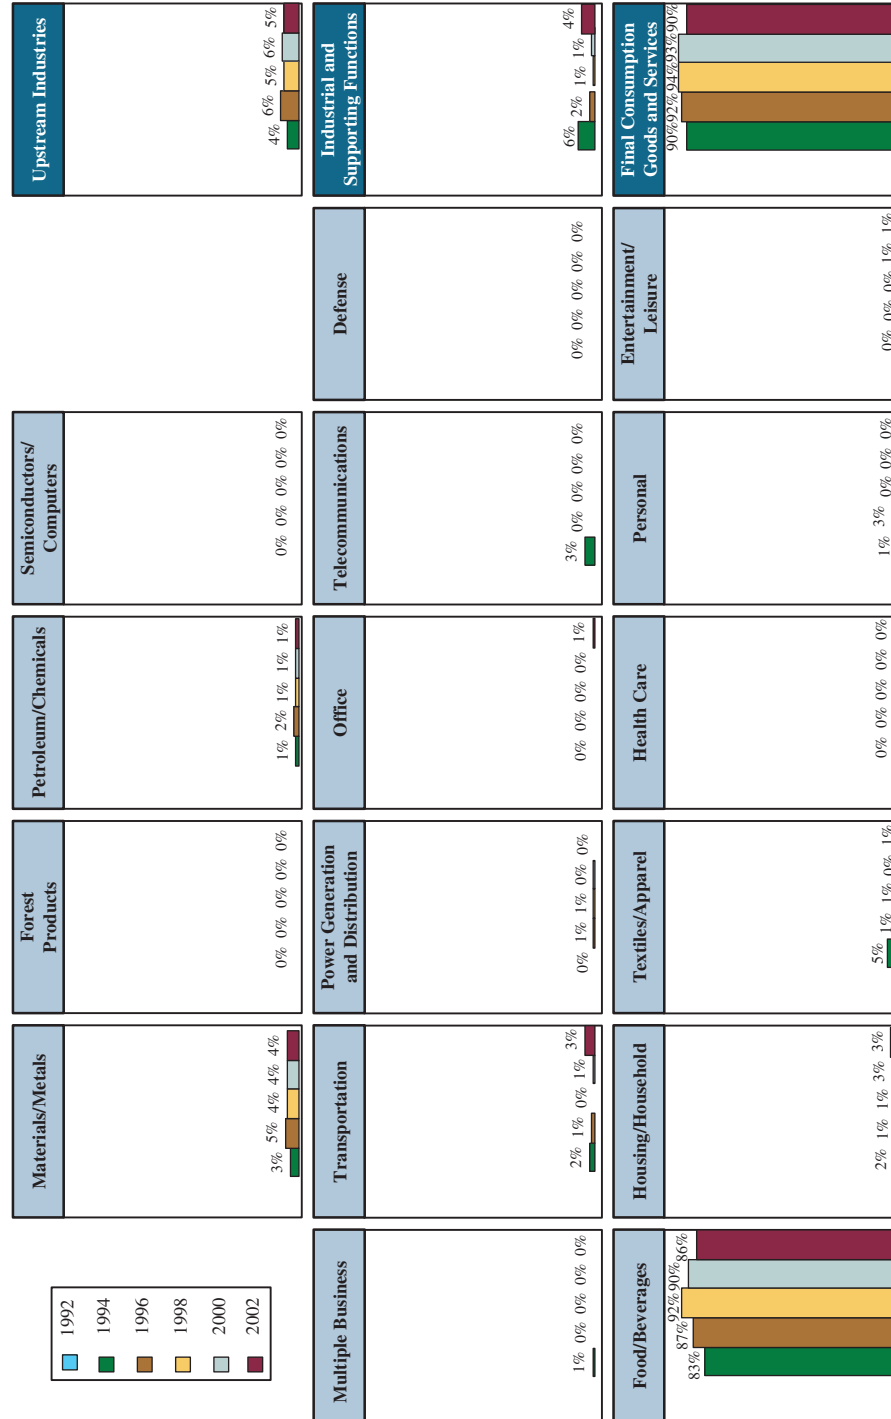 1992
1994
1996
1998
2000
2002
Materials/Metals
3% 5% 4% 4% 4%
Forest
Products
0% 0% 0% 0% 0%
Petroleum/Chemicals
1% 2% 1% 1% 1%
Semiconductors/
Computers
0% 0% 0% 0% 0%
Upstream Industries
4% 6% 5% 6% 5%
Multiple Business
1% 0% 0% 0% 0%
Transportation
2% 1% 0% 1% 3%
Power Generation
and Distribution
0% 1% 1% 0% 0%
Office
0% 0% 0% 0% 1%
Telecommunications
3% 0% 0% 0% 0%
Defense
0% 0% 0% 0% 0%
Industrial and
Supporting Functions
6% 2% 1% 1% 4%
Food/Beverages
83% 87% 92% 90% 86%
Housing/Household
2% 1% 1% 3% 3%
Textiles/Apparel
5% 1% 1% 0% 1%
Health Care
0% 0% 0% 0% 0%
Personal
1% 3% 0% 0% 0%
Entertainment/
Leisure
0% 0% 0% 1% 1%
Final Consumption
Goods and Services
90% 92% 94% 93% 90%